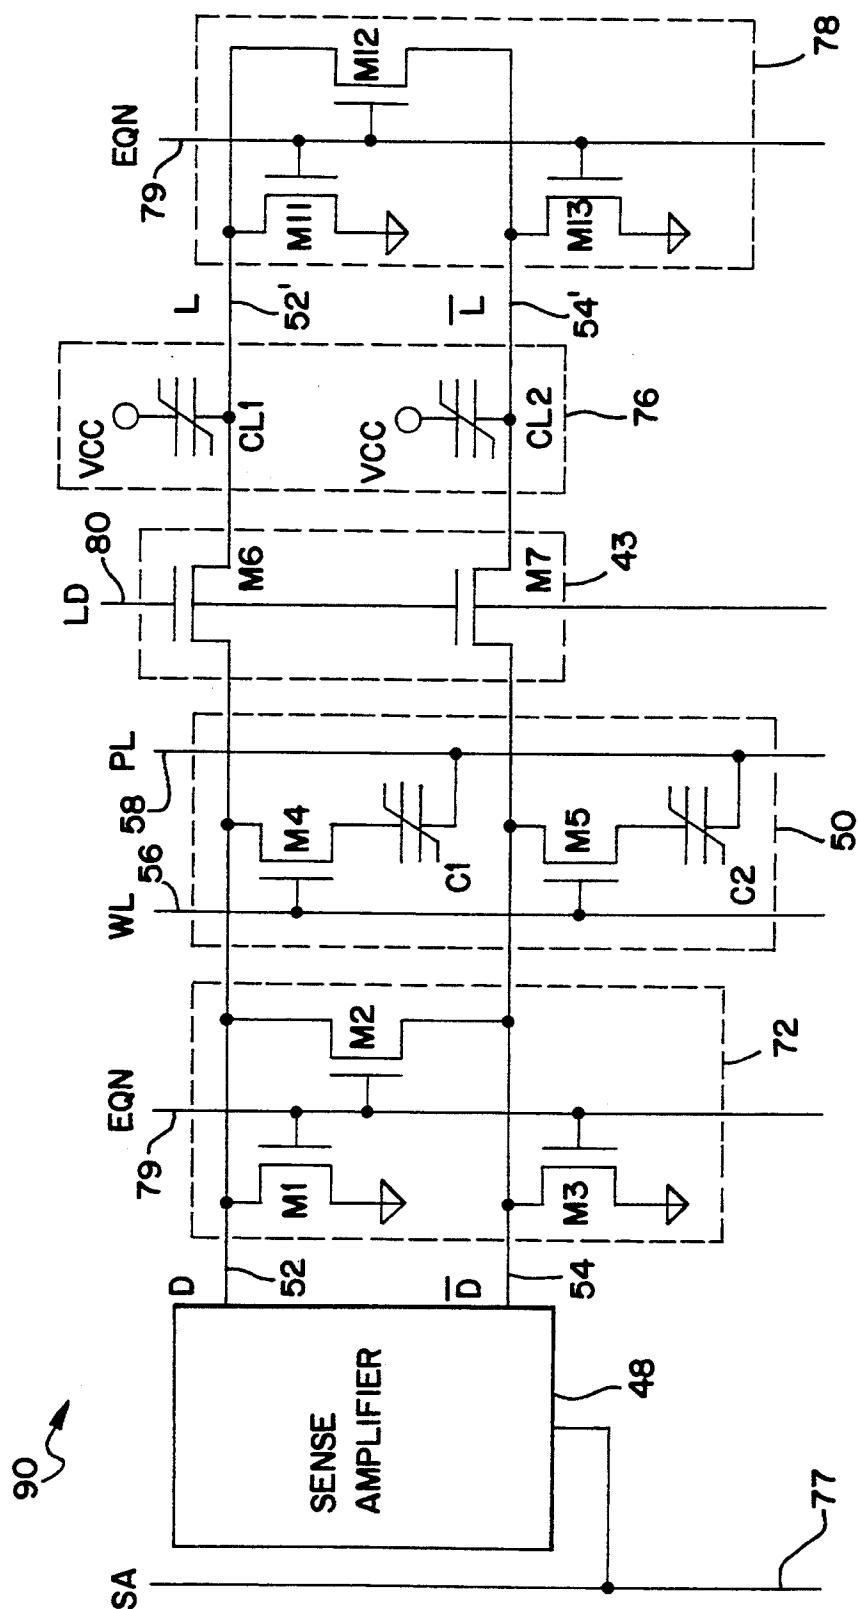 90
SA
77
SENSE
AMPLIFIER
48
D
52
D̅
54
EQN
79
M1
M2
M3
72
WL
56
58
PL
M4
C1
M5
C2
50
LD
80
M6
M7
43
VCC
CL1
VCC
CL2
76
L
52'
L̅
54'
EQN
79
M11
M12
M13
78